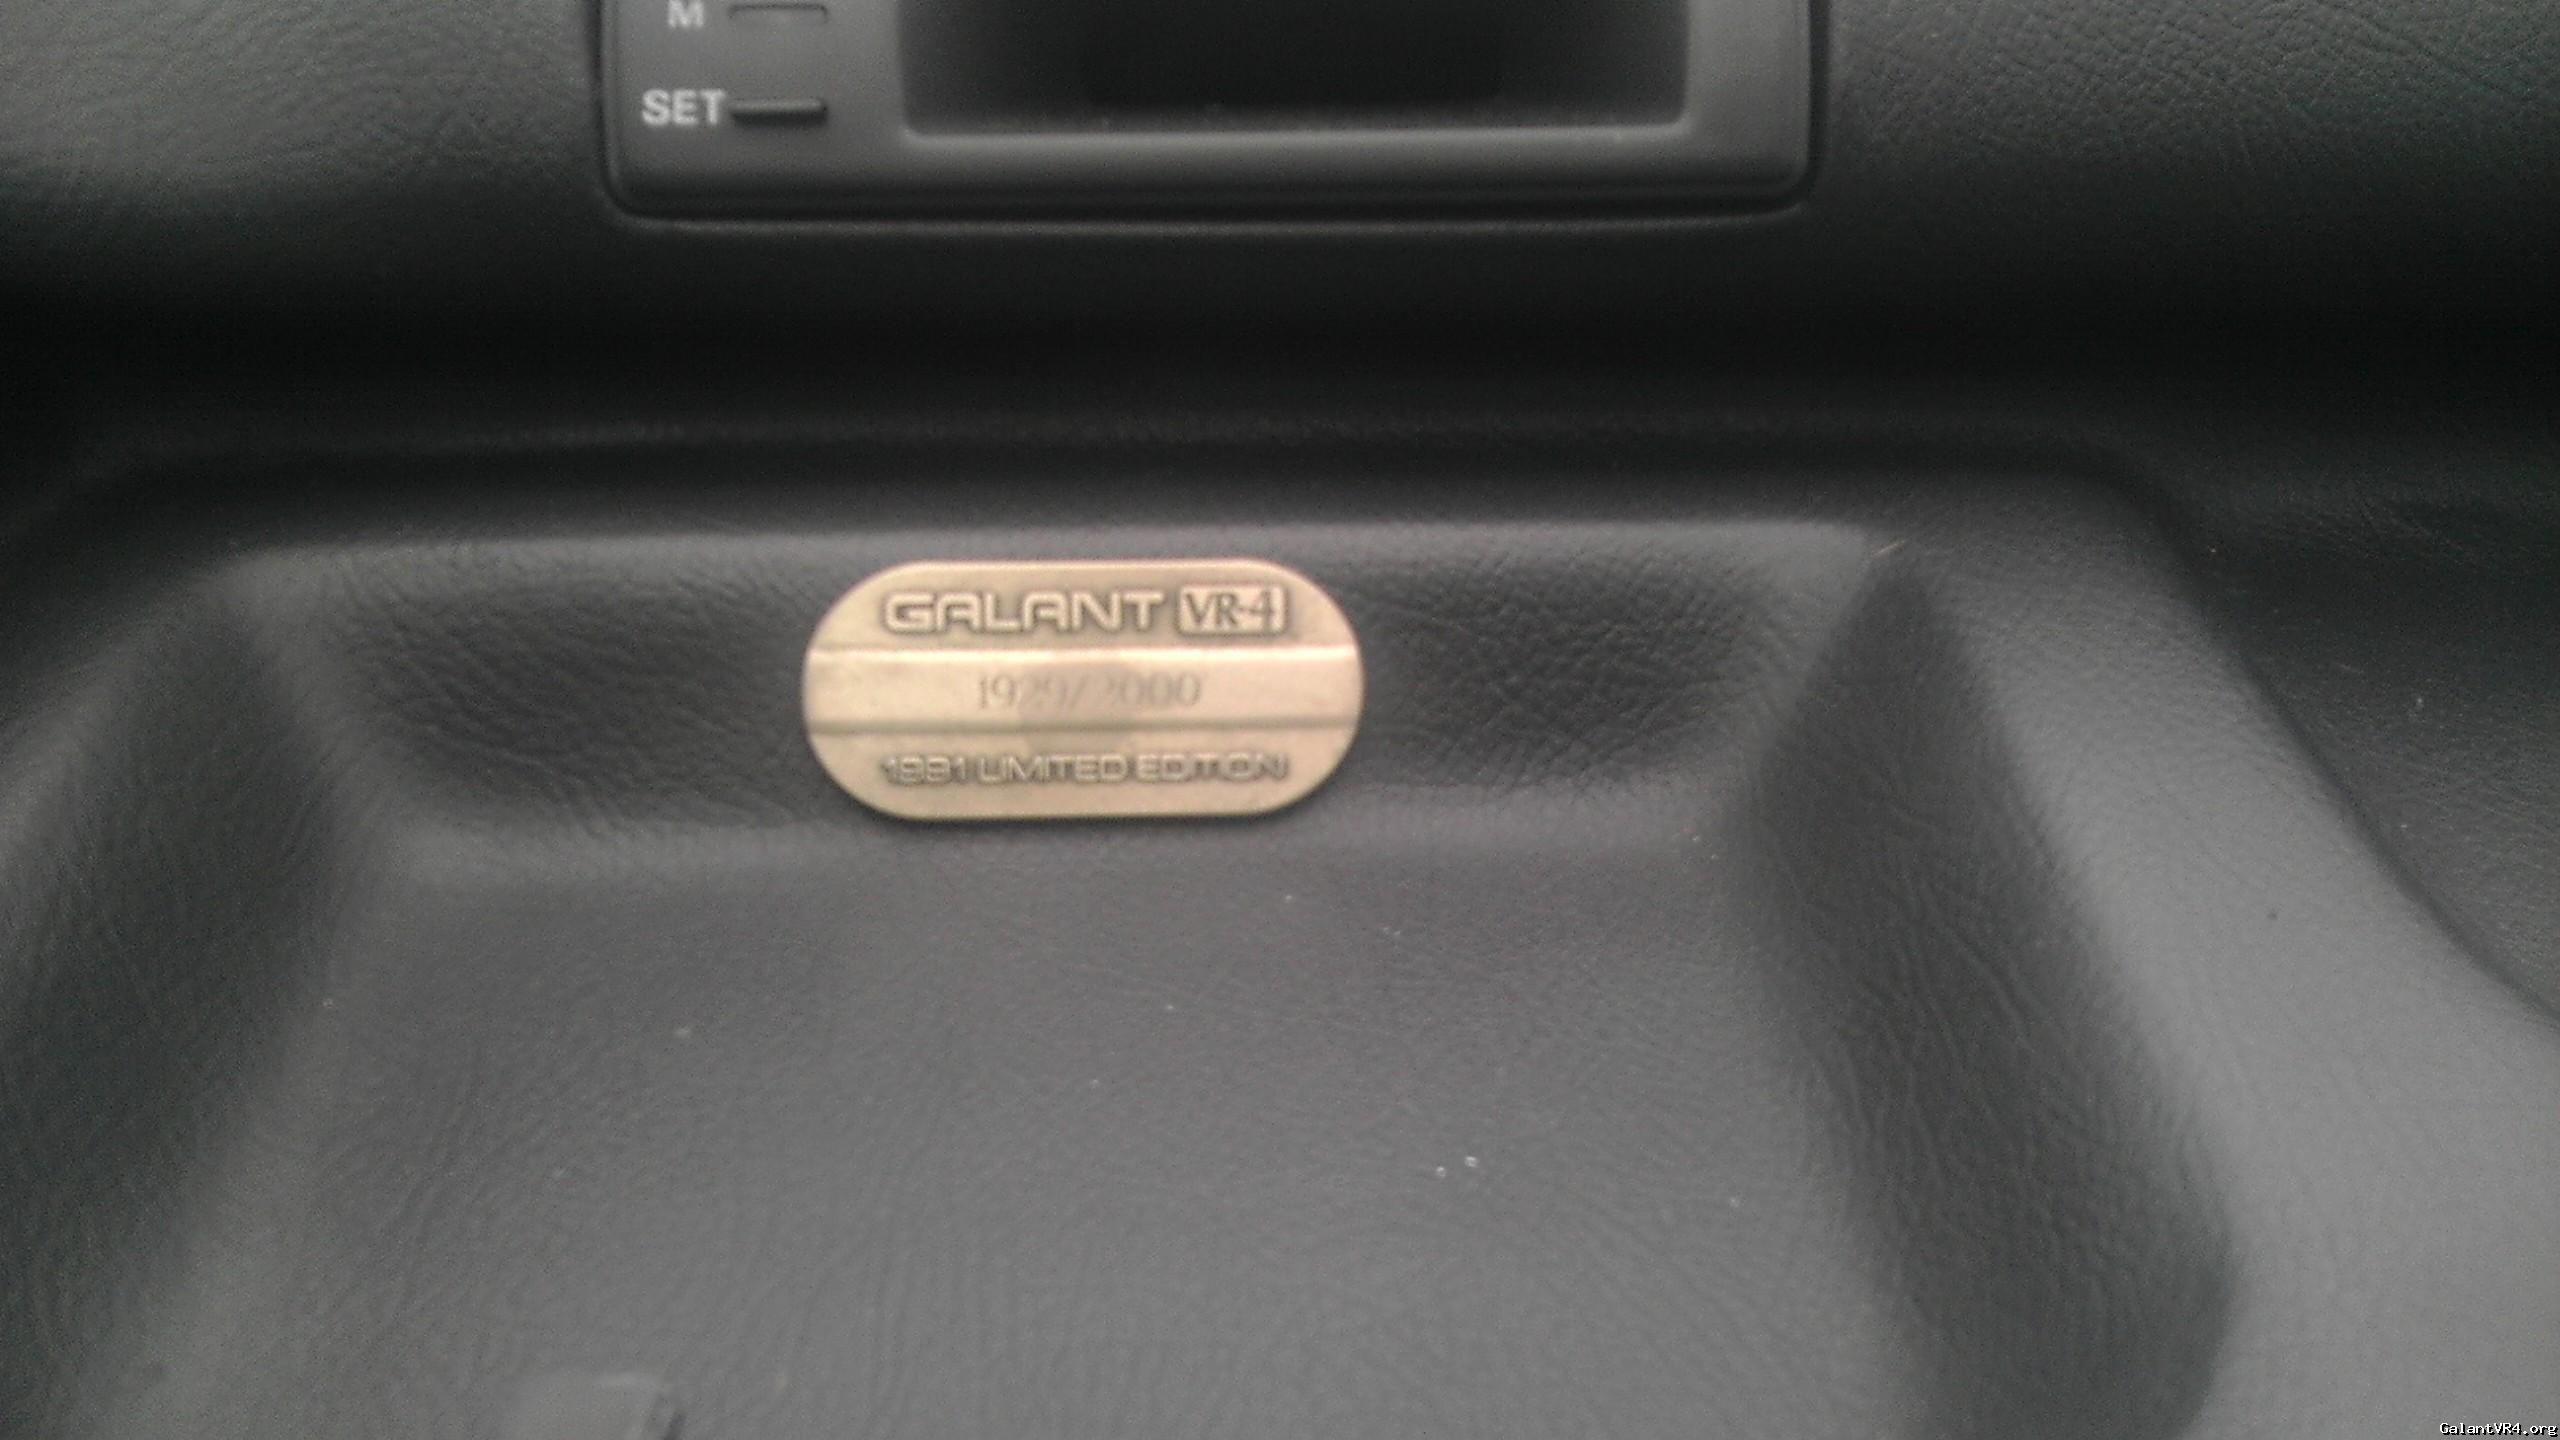 M
SET
GALANT VR-4
1929/2000
1991 LIMITED EDITION
GalantVR4.org